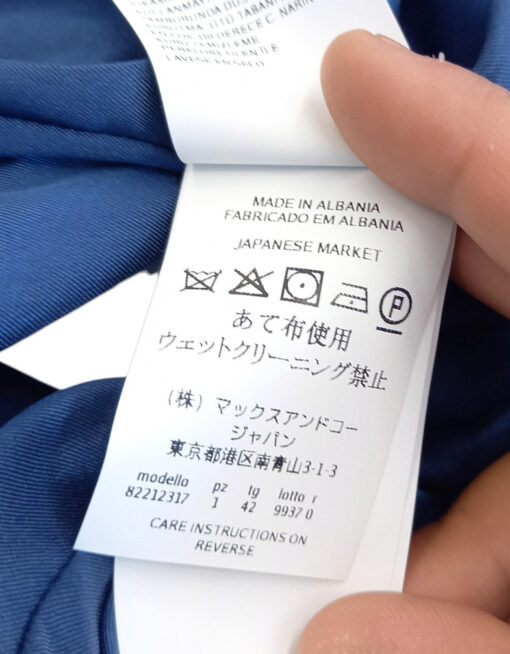 MADE IN ALBANIA
FABRICADO EM ALBANIA
JAPANESE MARKET
P
あて布使用
ウェットクリーニング禁止
(株) マックスアンドコー
ジャパン
東京都港区南青山3-1-3
modello pz tg lotto r
82212317 1 42 9937 0
CARE INSTRUCTIONS ON
REVERSE